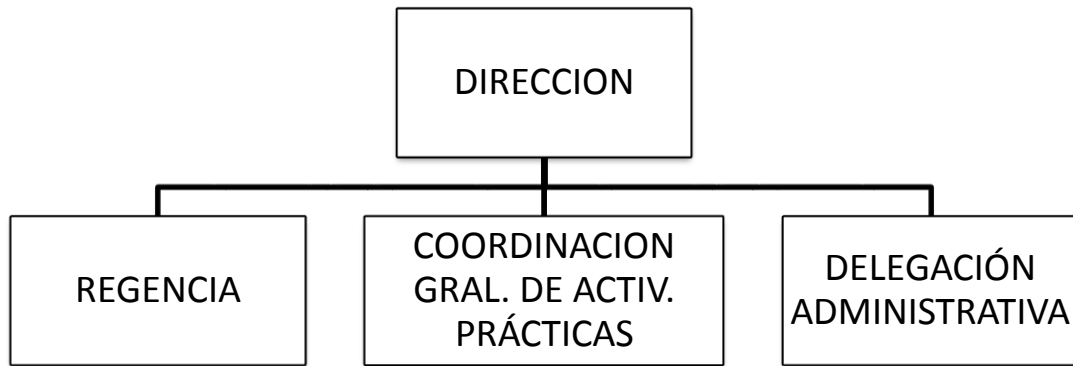 DIRECCION
REGENCIA
COORDINACION
GRAL. DE ACTIV.
PRÁCTICAS
DELEGACIÓN
ADMINISTRATIVA